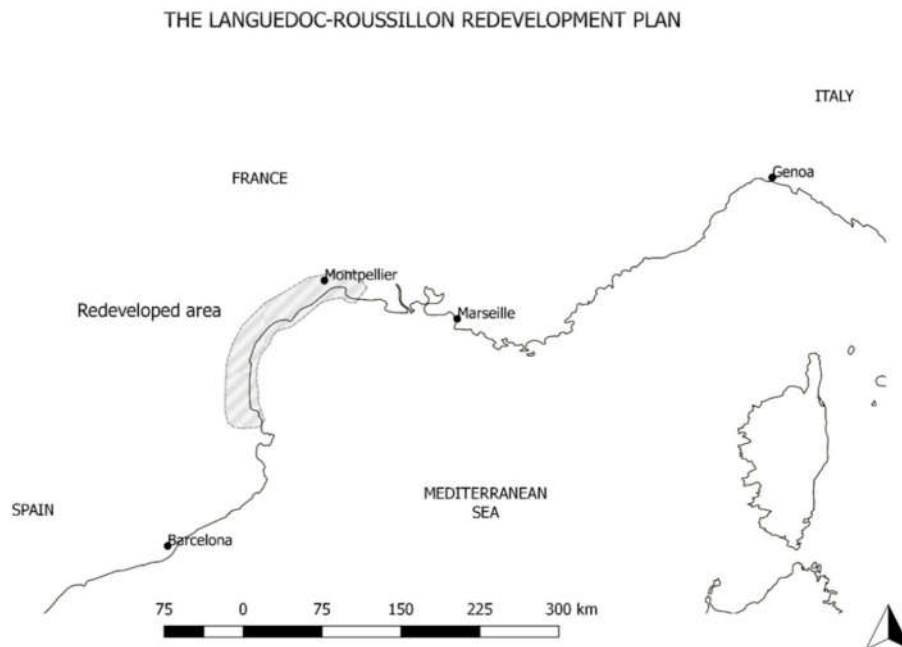 THE LANGUEDOC-ROUSSILLON REDEVELOPMENT PLAN
ITALY
FRANCE
Genoa
Montpellier
Redeveloped area
Marseille
MEDITERRANEAN
SEA
SPAIN
Barcelona
75 0 75 150 225 300 km